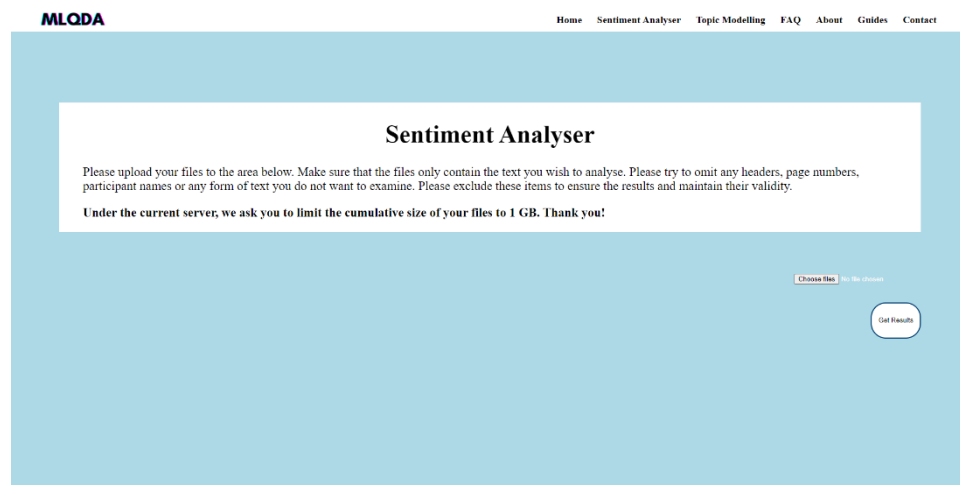 MLQDA
Home Sentiment Analyser Topic Modelling FAQ About Guides Contact
Sentiment Analyser
Please upload your files to the area below. Make sure that the files only contain the text you wish to analyse. Please try to omit any headers, page numbers,
participant names or any form of text you do not want to examine. Please exclude these items to ensure the results and maintain their validity.
Under the current server, we ask you to limit the cumulative size of your files to 1 GB. Thank you!
Choose files No file chosen
Get Results